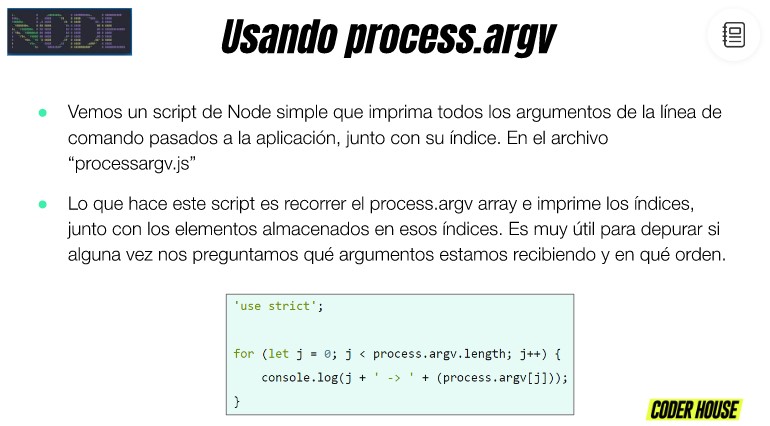 NODE
Usando process.argv
● Vemos un script de Node simple que imprima todos los argumentos de la línea de
comando pasados a la aplicación, junto con su índice. En el archivo
“processargv.js”
● Lo que hace este script es recorrer el process.argv array e imprime los índices,
junto con los elementos almacenados en esos índices. Es muy útil para depurar si
alguna vez nos preguntamos qué argumentos estamos recibiendo y en qué orden.
'use strict';
for (let j = 0; j < process.argv.length; j++) {
    console.log(j + ' -> ' + (process.argv[j]));
}
CODER HOUSE